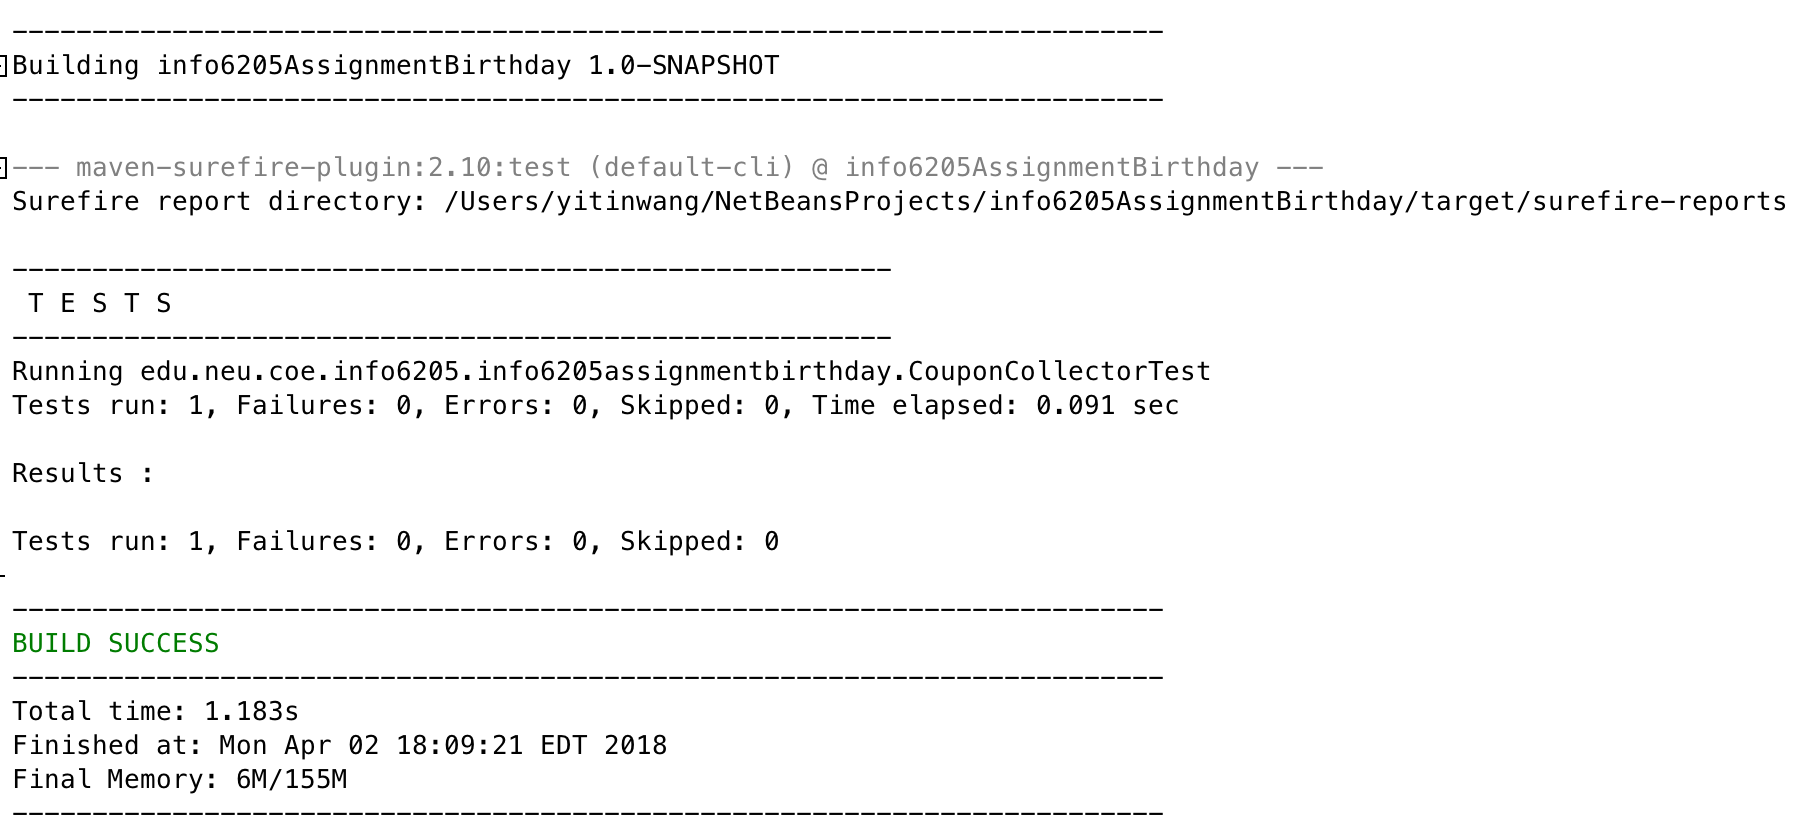 ------------------------------------------------------------------------
Building info6205AssignmentBirthday 1.0-SNAPSHOT
------------------------------------------------------------------------
--- maven-surefire-plugin:2.10:test (default-cli) @ info6205AssignmentBirthday ---
Surefire report directory: /Users/yitinwang/NetBeansProjects/info6205AssignmentBirthday/target/surefire-reports
-------------------------------------------------------
T E S T S
-------------------------------------------------------
Running edu.neu.coe.info6205.info6205assignmentbirthday.CouponCollectorTest
Tests run: 1, Failures: 0, Errors: 0, Skipped: 0, Time elapsed: 0.091 sec
Results :
Tests run: 1, Failures: 0, Errors: 0, Skipped: 0
------------------------------------------------------------------------
BUILD SUCCESS
------------------------------------------------------------------------
Total time: 1.183s
Finished at: Mon Apr 02 18:09:21 EDT 2018
Final Memory: 6M/155M
------------------------------------------------------------------------